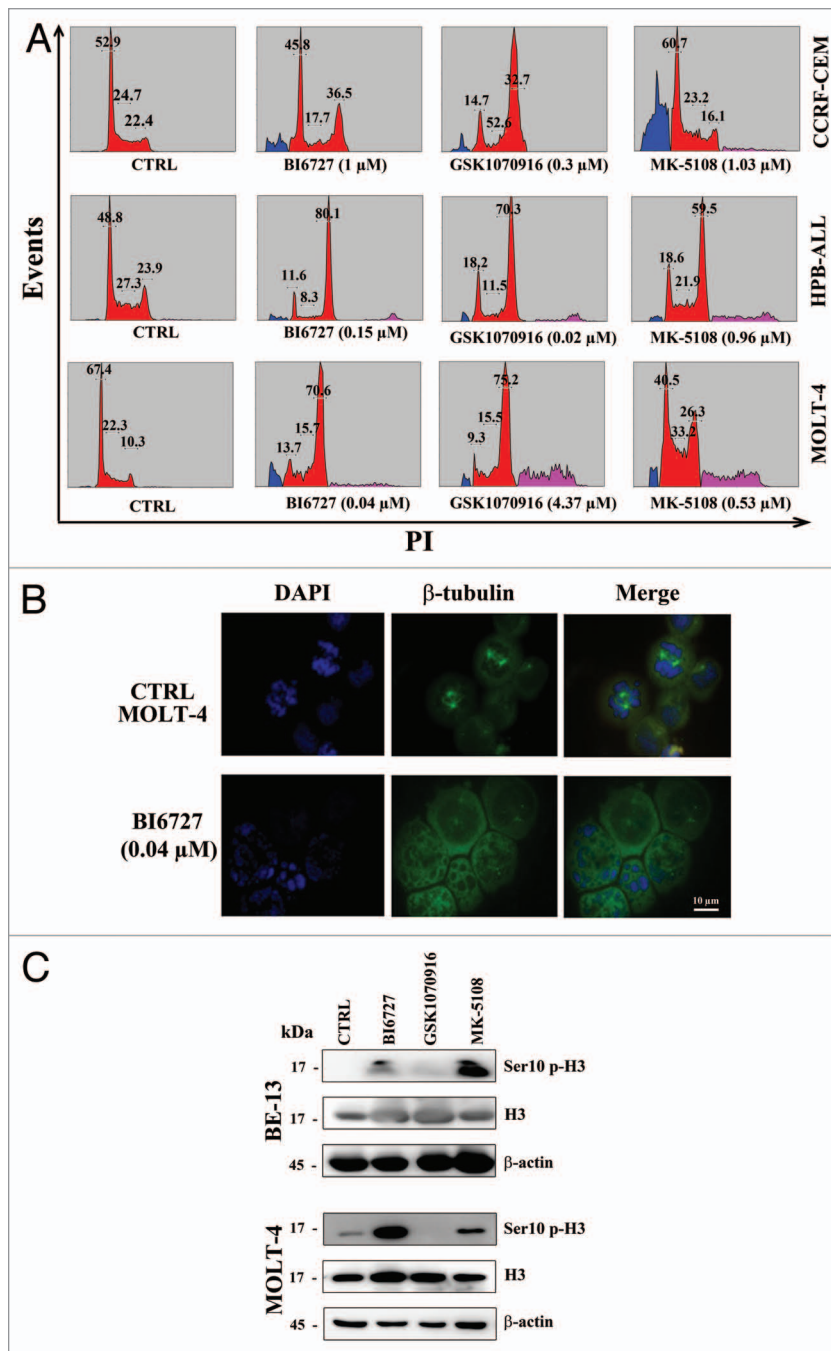 A
52.9
24.7
22.4
CTRL
45.8
17.7
36.5
BI6727 (1 µM)
14.7
52.6
32.7
GSK1070916 (0.3 µM)
60.7
23.2
16.1
MK-5108 (1.03 µM)
CCRF-CEM
Events
48.8
27.3
23.9
CTRL
11.6
8.3
80.1
BI6727 (0.15 µM)
18.2
11.5
70.3
GSK1070916 (0.02 µM)
18.6
21.9
59.5
MK-5108 (0.96 µM)
HPB-ALL
67.4
22.3
10.3
CTRL
13.7
15.7
70.6
BI6727 (0.04 µM)
9.3
15.5
75.2
GSK1070916 (4.37 µM)
40.5
33.2
26.3
MK-5108 (0.53 µM)
MOLT-4
PI
B
DAPI
β-tubulin
Merge
CTRL
MOLT-4
BI6727
(0.04 µM)
10 µm
C
kDa
CTRL
BI6727
GSK1070916
MK-5108
BE-13
17 -
Ser10 p-H3
17 -
H3
45 -
β-actin
MOLT-4
17 -
Ser10 p-H3
17 -
H3
45 -
β-actin